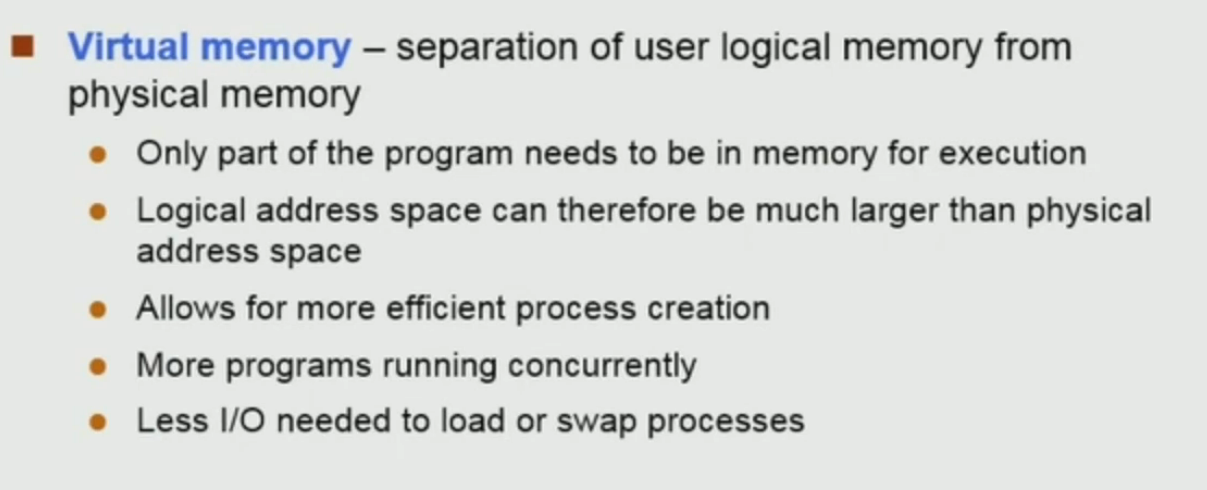 Virtual memory – separation of user logical memory from
physical memory
Only part of the program needs to be in memory for execution
Logical address space can therefore be much larger than physical
address space
Allows for more efficient process creation
More programs running concurrently
Less I/O needed to load or swap processes